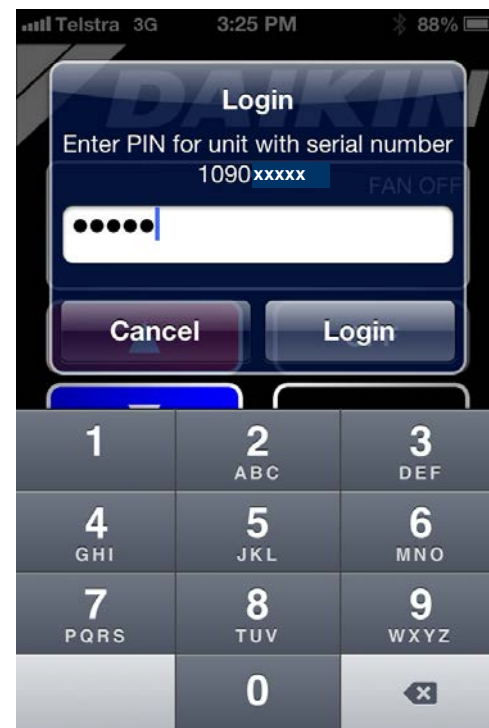 Telstra 3G 3:25 PM 88%
DAIKIN
Login
Enter PIN for unit with serial number
1090xxxxx
FAN OFF
•••••
Cancel Login
1 2 3
ABC DEF
4 5 6
GHI JKL MNO
7 8 9
PQRS TUV WXYZ
0